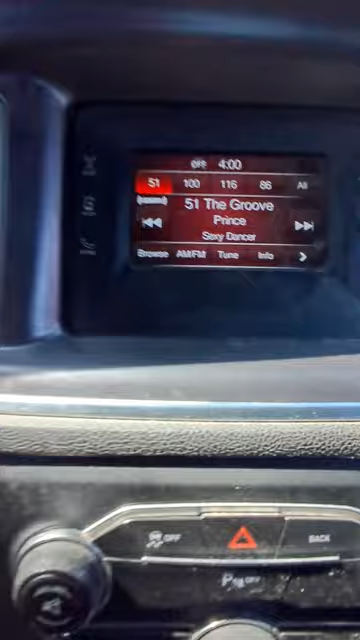 OFF 4:00
51 100 116 86 All
51 The Groove
Prince
Sexy Dancer
Browse AM/FM Tune Info
OFF BACK
OFF